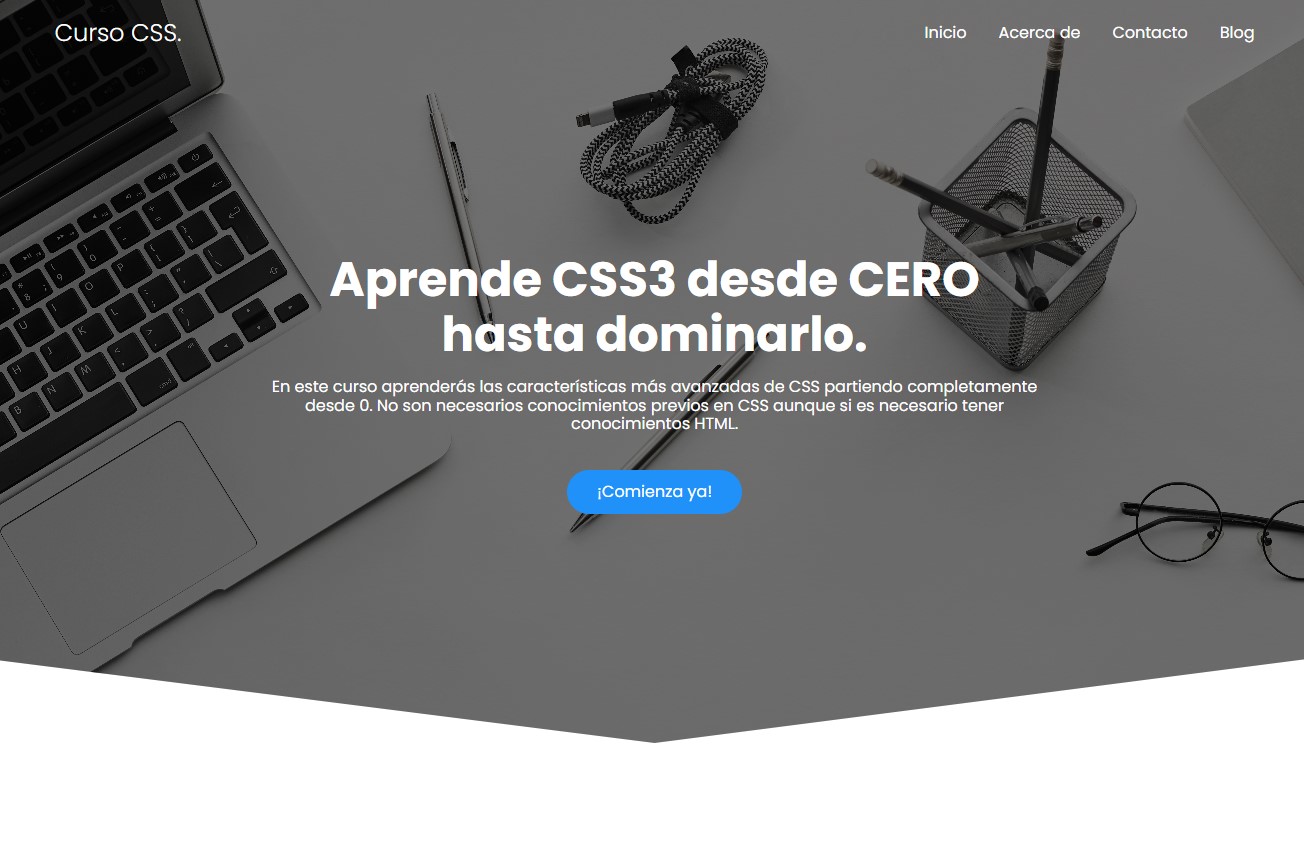 Curso CSS.
Inicio Acerca de Contacto Blog
Aprende CSS3 desde CERO
hasta dominarlo.
En este curso aprenderás las características más avanzadas de CSS partiendo completamente
desde 0. No son necesarios conocimientos previos en CSS aunque si es necesario tener
conocimientos HTML.
¡Comienza ya!